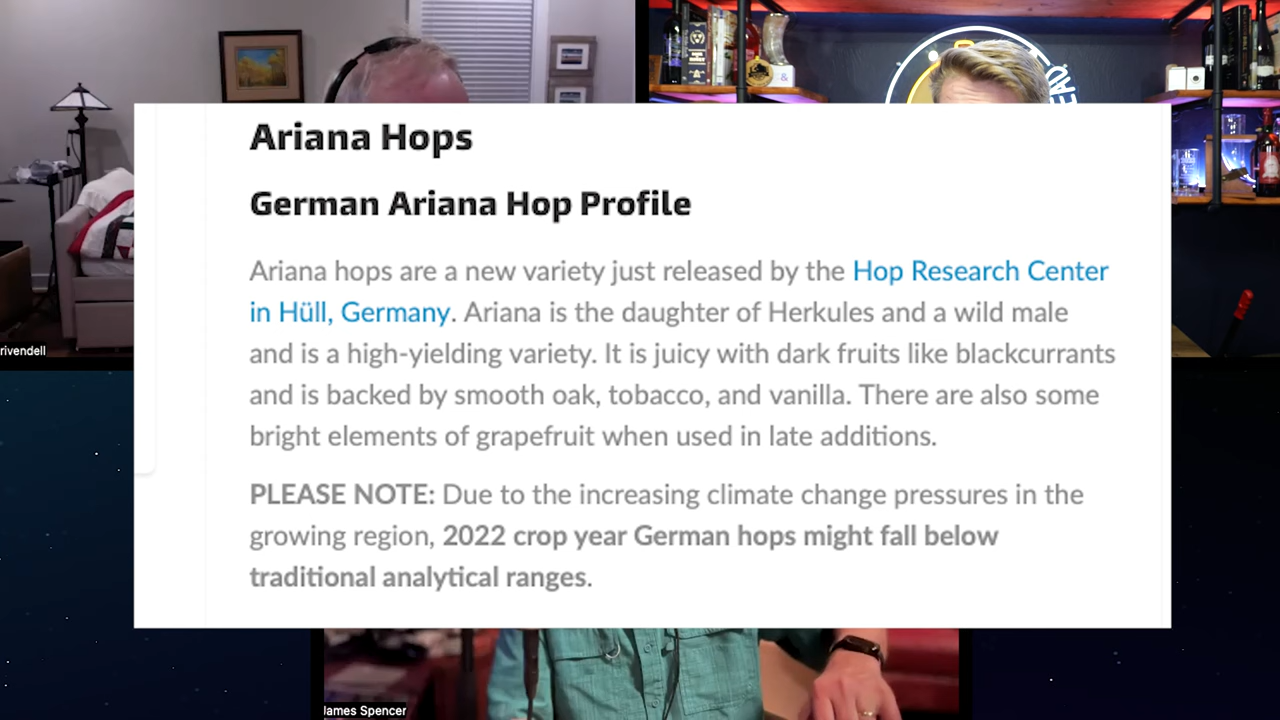 Ariana Hops
German Ariana Hop Profile
Ariana hops are a new variety just released by the Hop Research Center
in Hüll, Germany. Ariana is the daughter of Herkules and a wild male
and is a high-yielding variety. It is juicy with dark fruits like blackcurrants
and is backed by smooth oak, tobacco, and vanilla. There are also some
bright elements of grapefruit when used in late additions.
PLEASE NOTE: Due to the increasing climate change pressures in the
growing region, 2022 crop year German hops might fall below
traditional analytical ranges.
rivendell
James Spencer